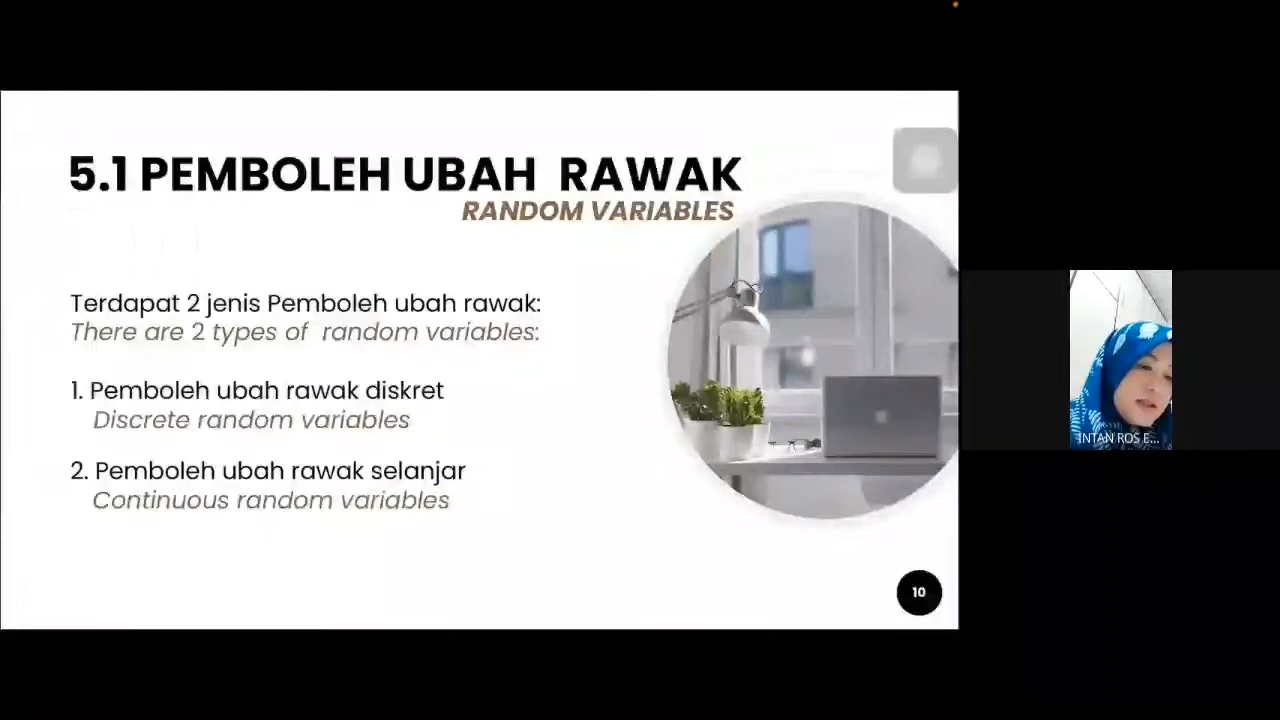 5.1 PEMBOLEH UBAH RAWAK
RANDOM VARIABLES
Terdapat 2 jenis Pemboleh ubah rawak:
There are 2 types of random variables:
1. Pemboleh ubah rawak diskret
Discrete random variables
2. Pemboleh ubah rawak selanjar
Continuous random variables
10
INTAN ROS E...